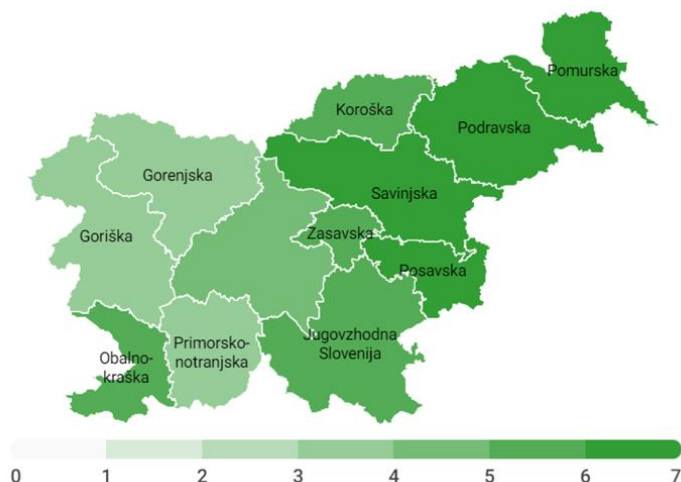 Pomurska
Koroška
Podravska
Gorenjska
Savinjska
Zasavska
Goriška
Posavska
Jugovzhodna
Slovenija
Primorsko-
notranjska
Obalno-
kraška
0 1 2 3 4 5 6 7